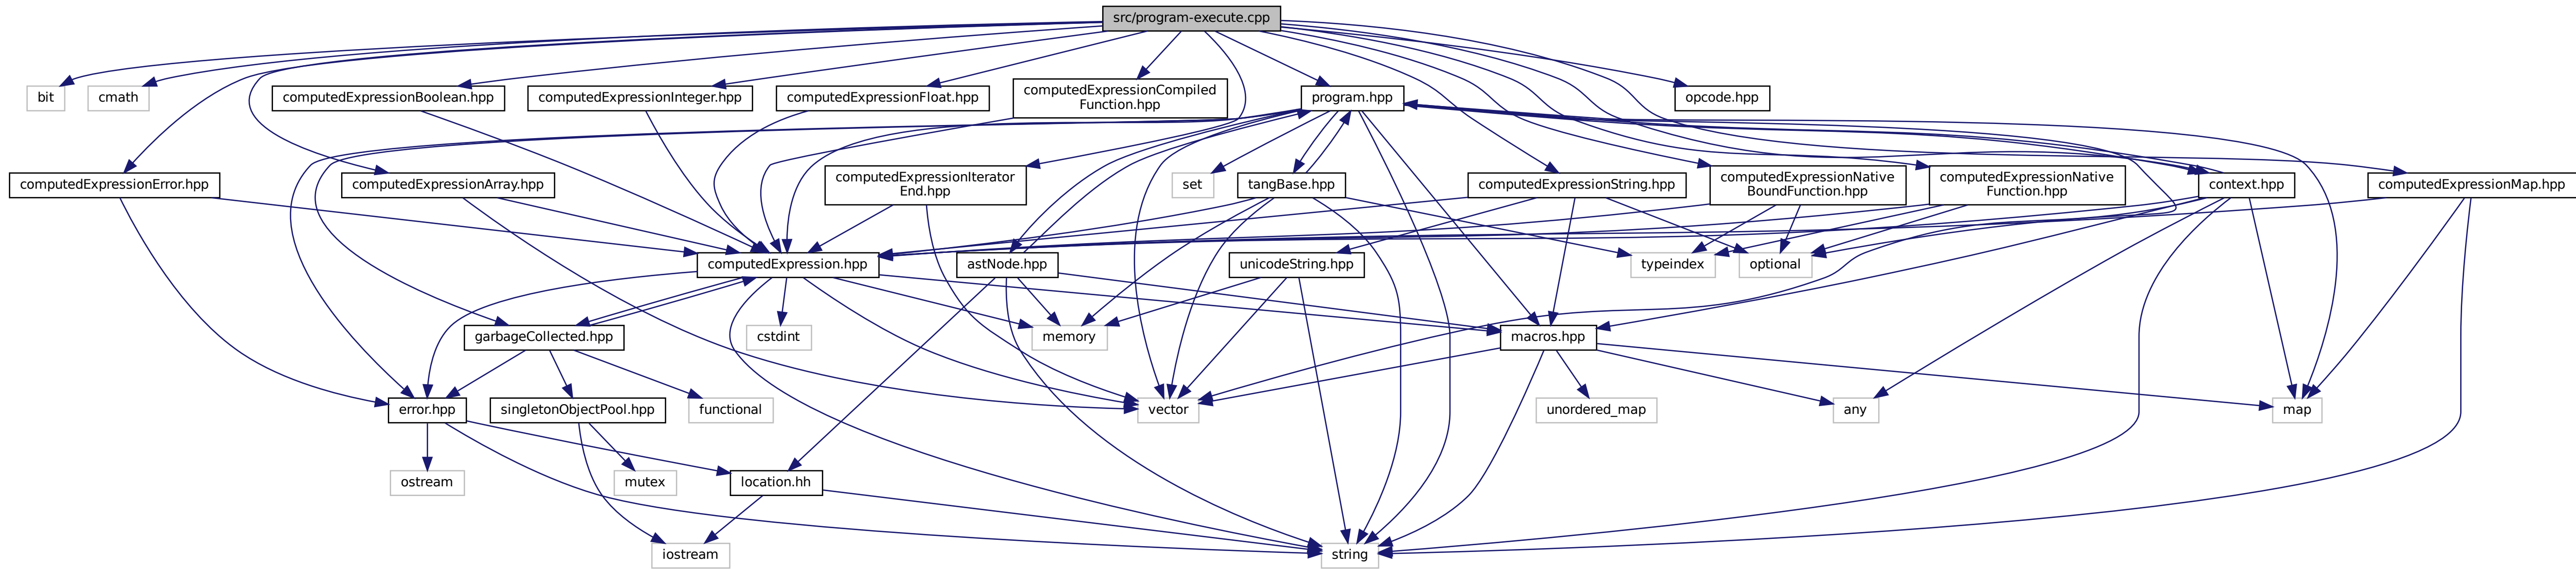 src/program-execute.cpp
bit
cmath
computedExpressionBoolean.hpp
computedExpressionInteger.hpp
computedExpressionFloat.hpp
computedExpressionCompiled
Function.hpp
program.hpp
opcode.hpp
computedExpressionError.hpp
computedExpressionArray.hpp
computedExpressionIterator
End.hpp
set
tangBase.hpp
computedExpressionString.hpp
computedExpressionNative
BoundFunction.hpp
computedExpressionNative
Function.hpp
context.hpp
computedExpressionMap.hpp
computedExpression.hpp
astNode.hpp
unicodeString.hpp
typeindex
optional
garbageCollected.hpp
cstdint
memory
macros.hpp
error.hpp
singletonObjectPool.hpp
functional
vector
unordered_map
any
map
ostream
mutex
location.hh
iostream
string